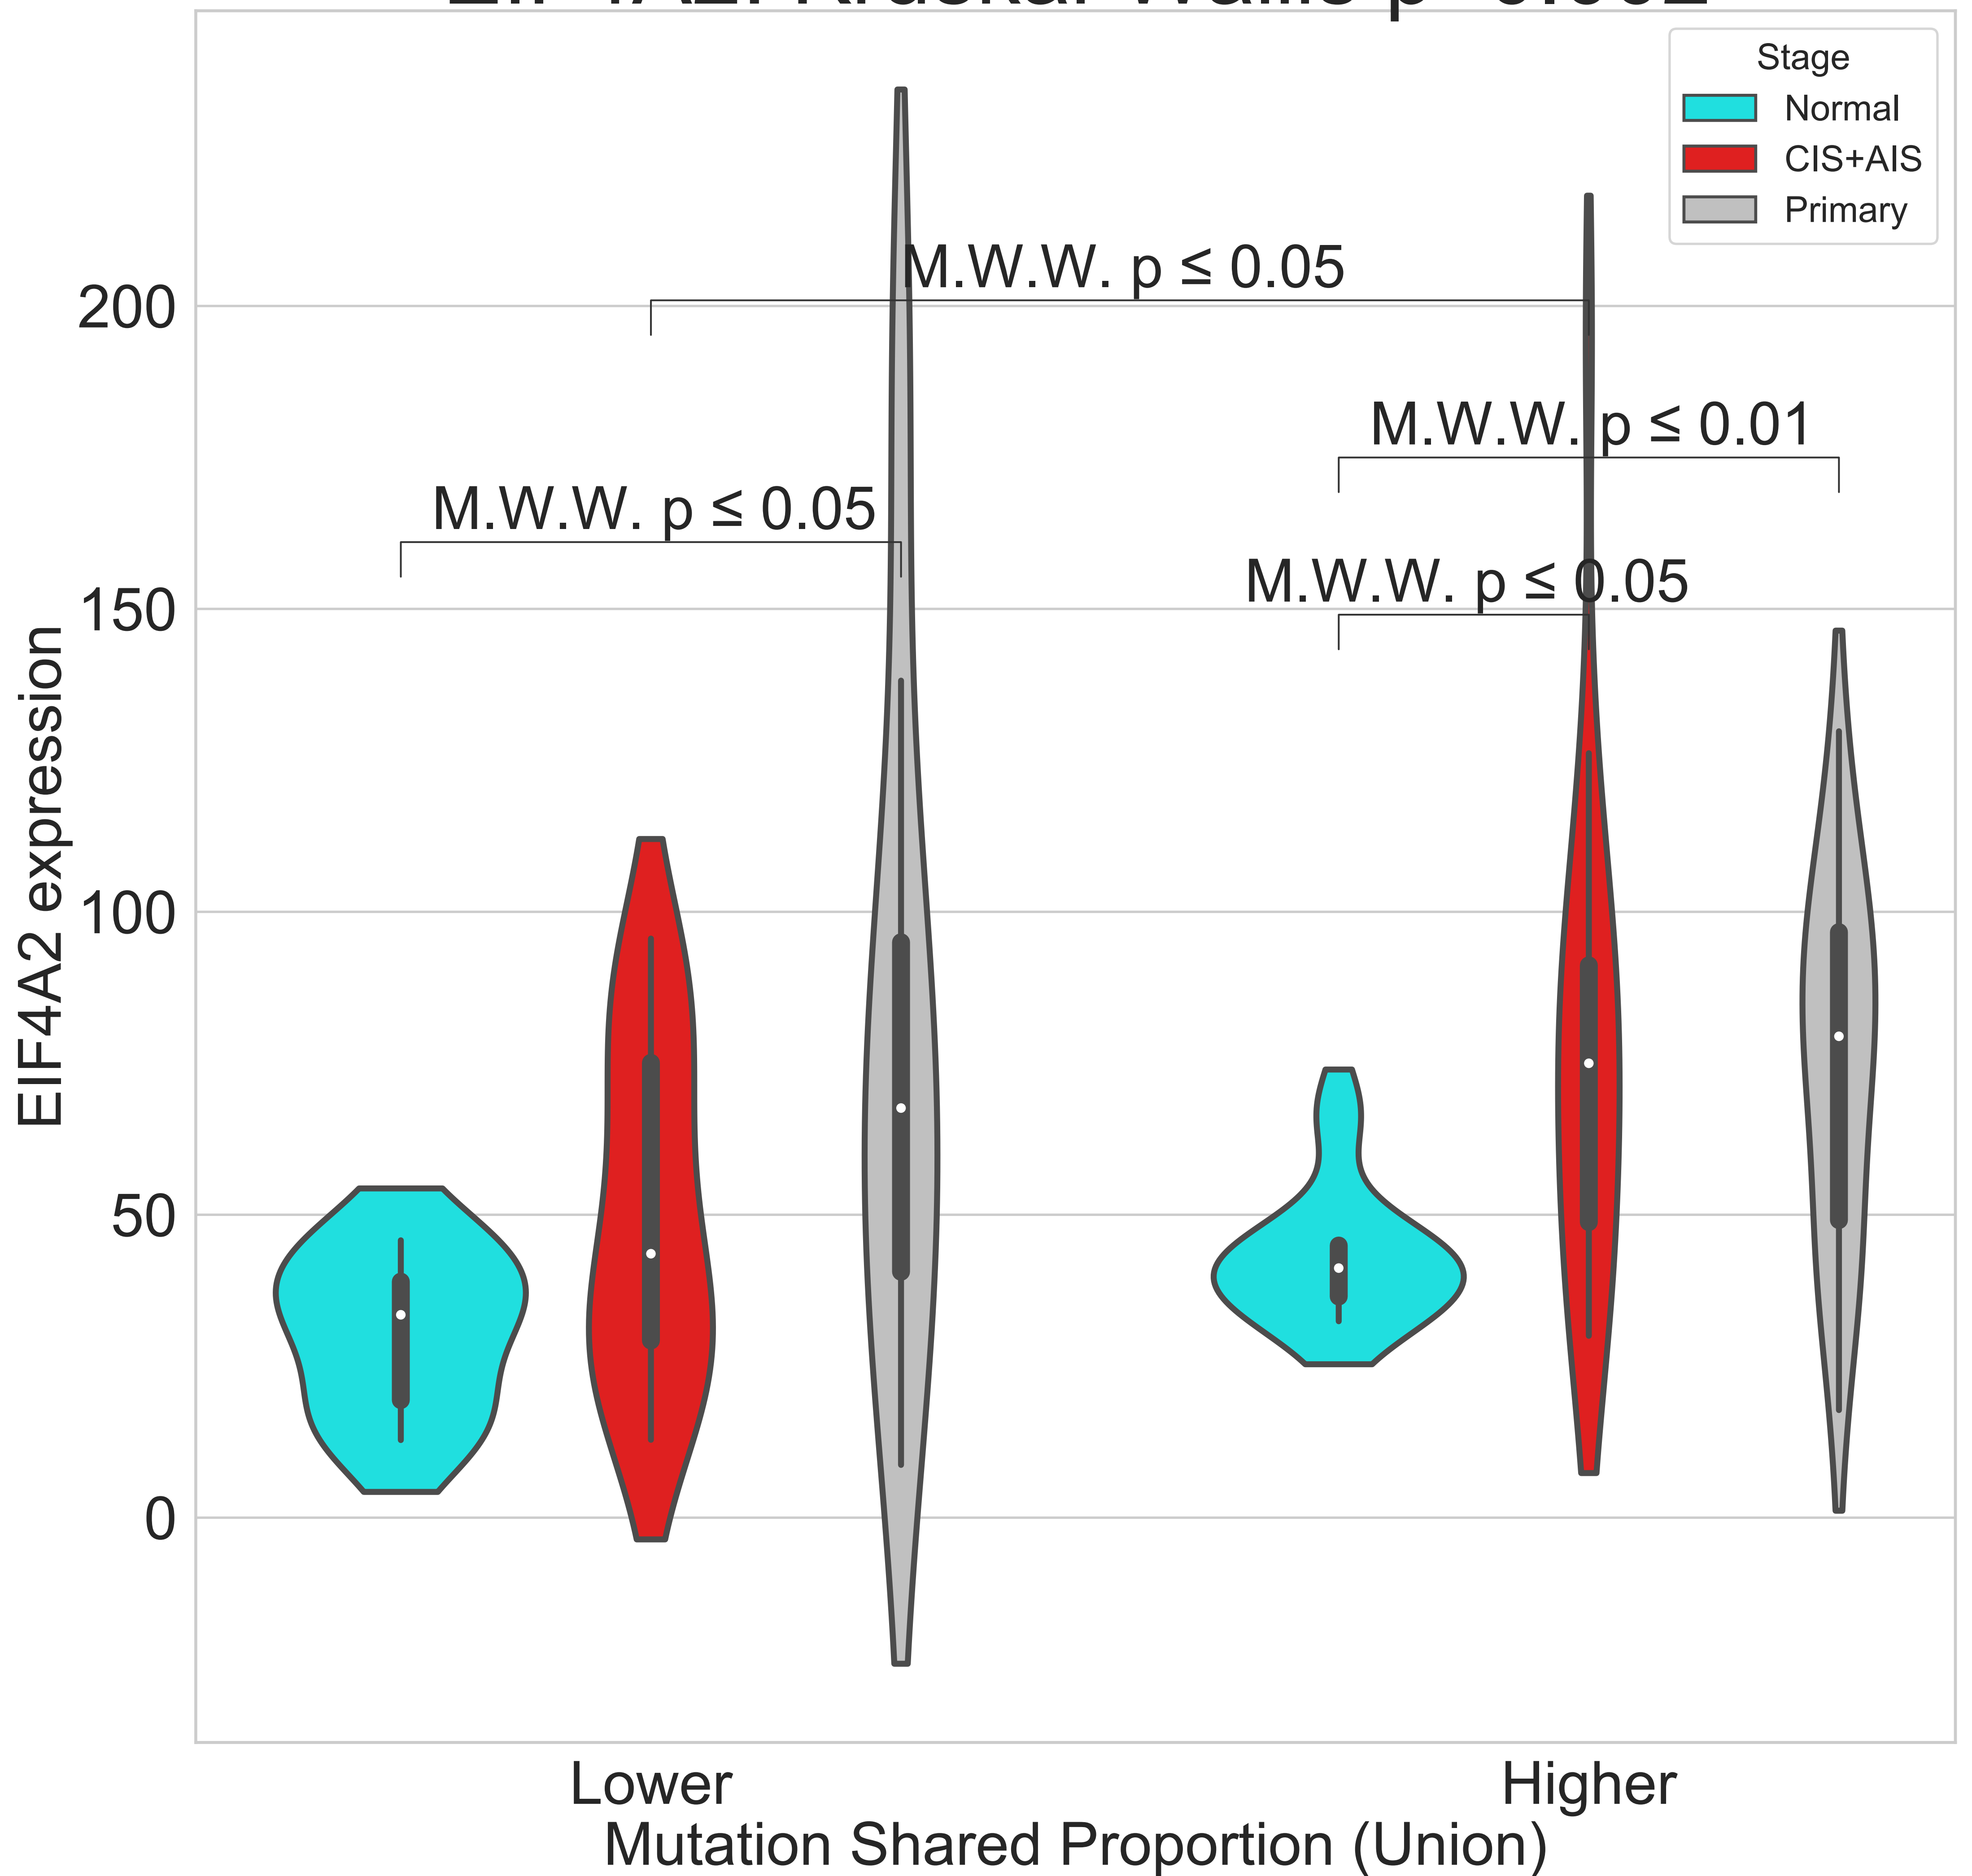 Stage
Normal
CIS+AIS
Primary
M.W.W. p ≤ 0.05
M.W.W. p ≤ 0.01
M.W.W. p ≤ 0.05
M.W.W. p ≤ 0.05
200
150
100
50
0
EIF4A2 expression
Lower
Higher
Mutation Shared Proportion (Union)